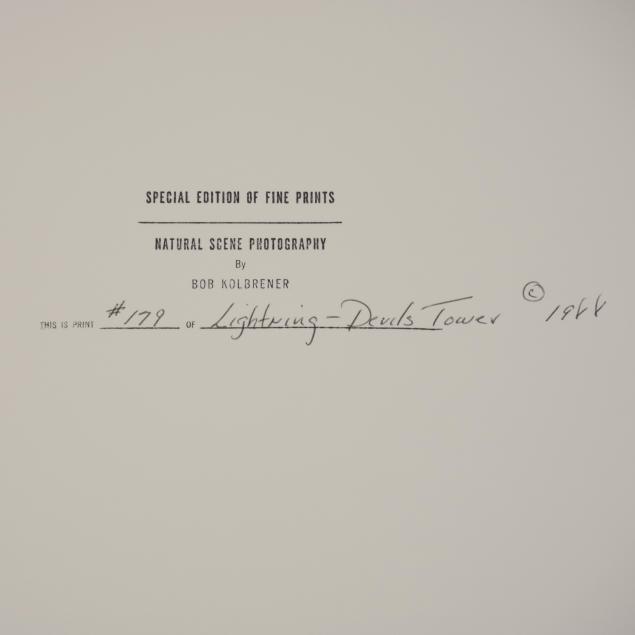 SPECIAL EDITION OF FINE PRINTS
NATURAL SCENE PHOTOGRAPHY
By
BOB KOLBRENER
THIS IS PRINT #179 OF Lightning – Devils Tower © 1988